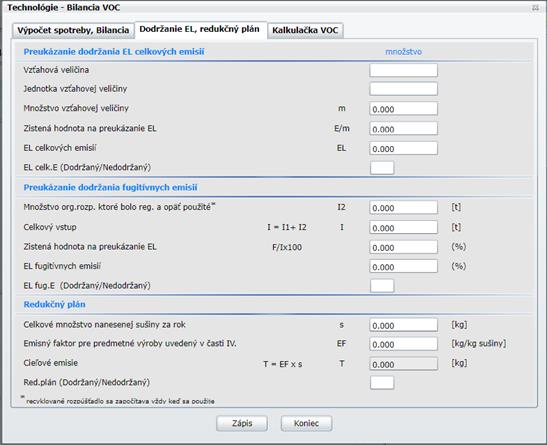 Technológie - Bilancia VOC
Výpočet spotreby, Bilancia Dodržanie EL, redukčný plán Kalkulačka VOC
Preukázanie dodržania EL celkových emisií množstvo
Vzťahová veličina
Jednotka vzťahovej veličiny
Množstvo vzťahovej veličiny m 0.000
Zistená hodnota na preukázanie EL E/m 0.000
EL celkových emisií EL 0.000
EL celk.E (Dodržaný/Nedodržaný)
Preukázanie dodržania fugitívnych emisií
Množstvo org.rozp. ktoré bolo reg. a opäť použité* I2 0.000 [t]
Celkový vstup I = I1+ I2 I 0.000 [t]
Zistená hodnota na preukázanie EL F/Ix100 0.000 (%)
EL fugitívnych emisií 0.000 (%)
EL fug.E (Dodržaný/Nedodržaný)
Redukčný plán
Celkové množstvo nanesenej sušiny za rok s 0.000 [kg]
Emisný faktor pre predmetné výroby uvedený v časti IV. EF 0.000 [kg/kg sušiny]
Cieľové emisie T = EF x s T 0.000 [kg]
Red.plán (Dodržaný/Nedodržaný)
* recyklované rozpúšťadlo sa započítava vždy keď sa použije
Zápis Koniec